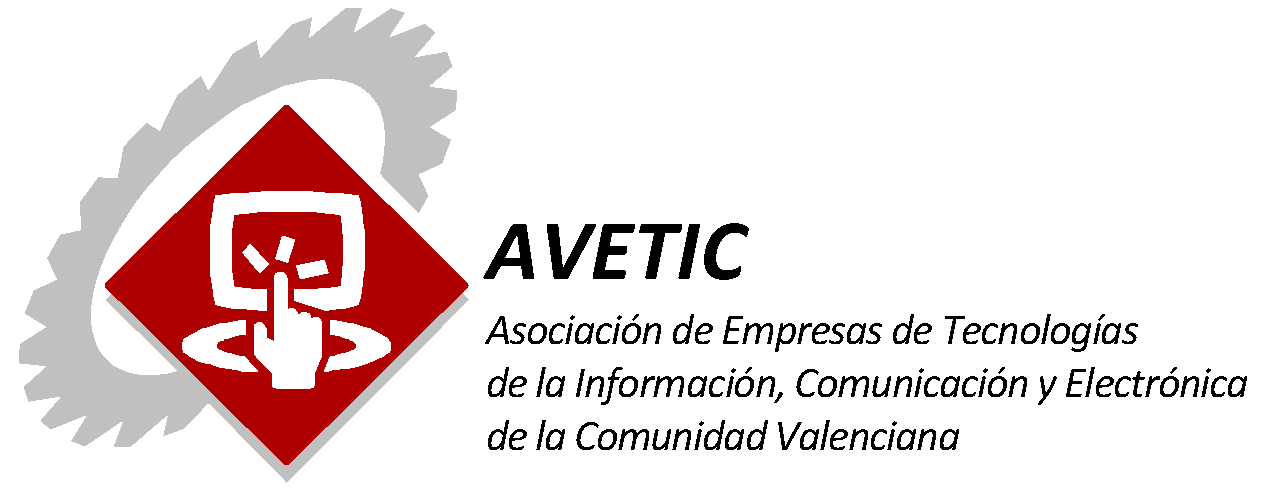 AVETIC
Asociación de Empresas de Tecnologías
de la Información, Comunicación y Electrónica
de la Comunidad Valenciana